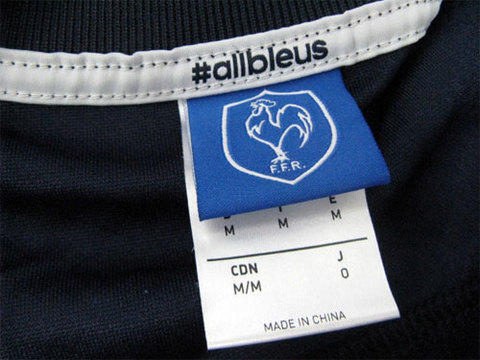 #allbleus
F.F.R.
M M M
CDN J
M/M O
MADE IN CHINA